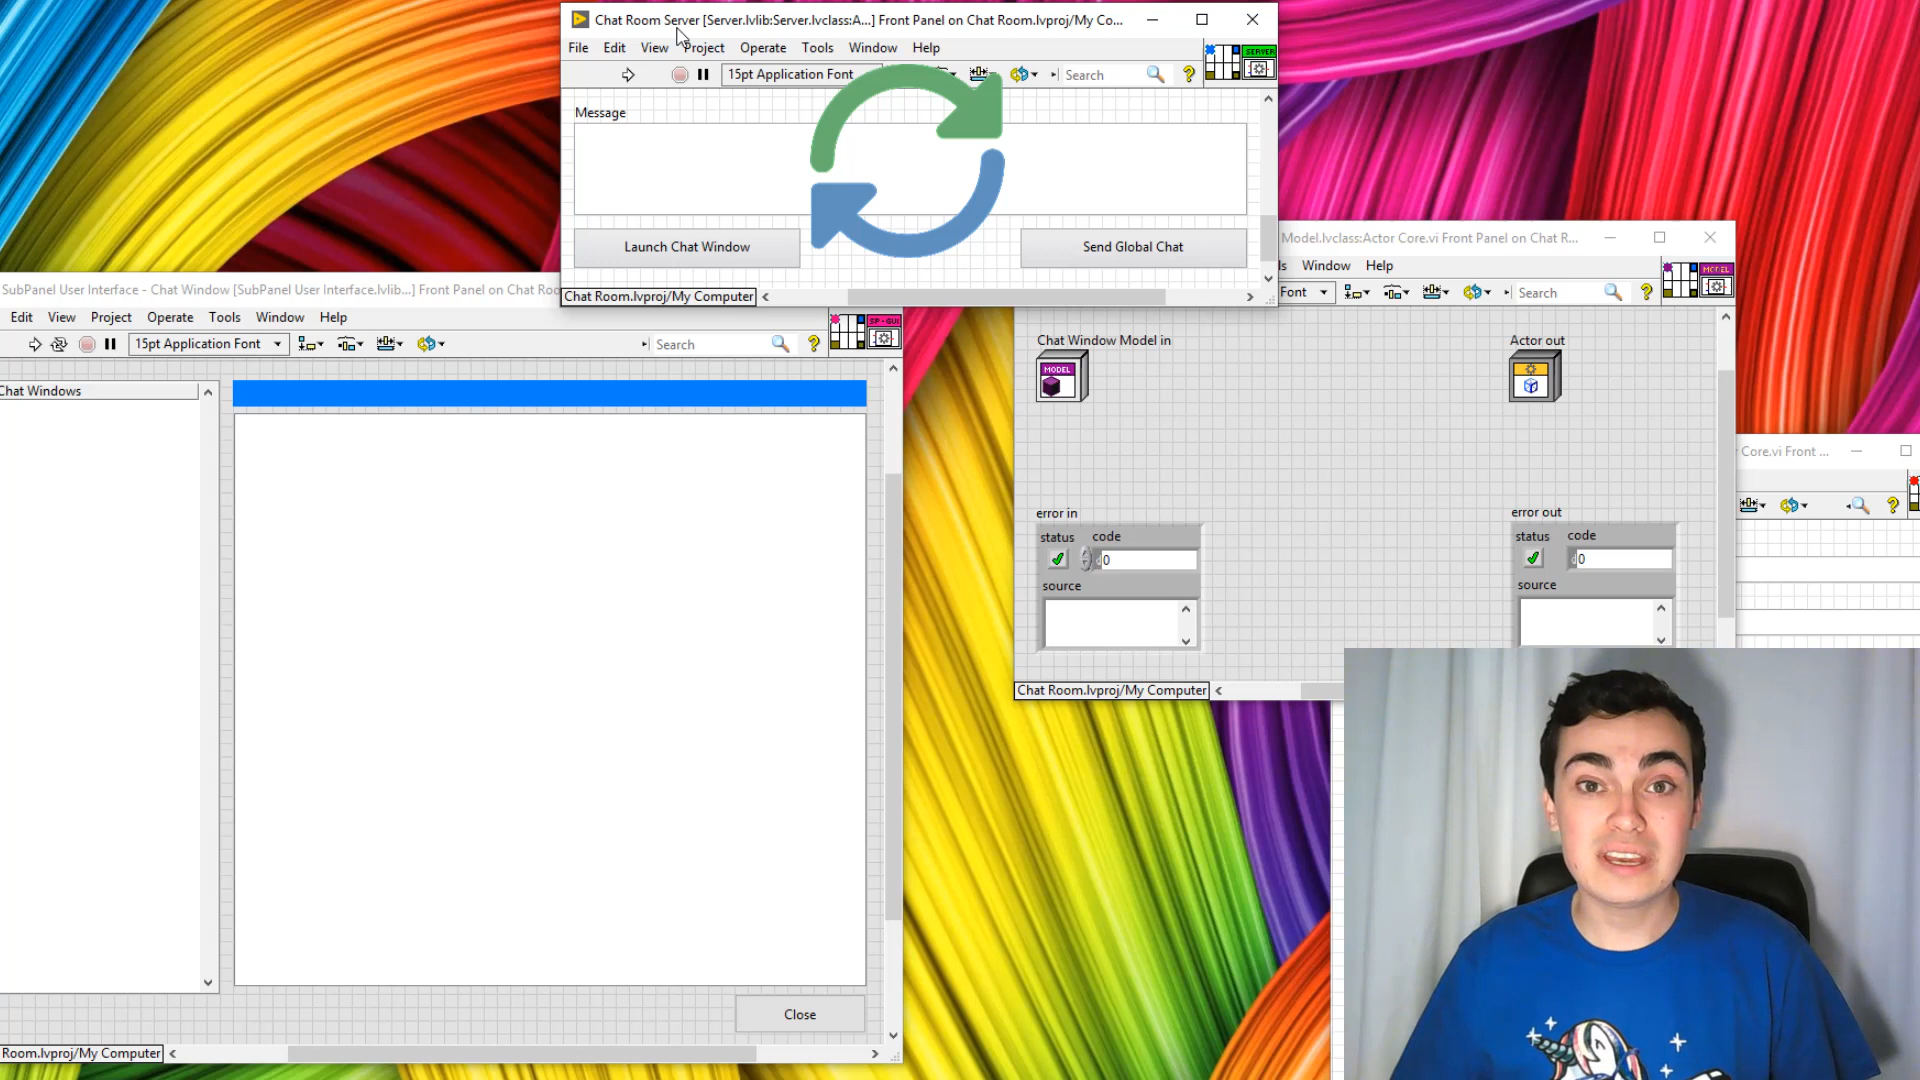 Chat Room Server [Server.lvlib:Server.lvclass:A...] Front Panel on Chat Room.lvproj/My Co...
File Edit View Project Operate Tools Window Help
15pt Application Font
Search
SERVER
Message
Launch Chat Window
Send Global Chat
Chat Room.lvproj/My Computer
Model.lvclass:Actor Core.vi Front Panel on Chat R...
ls Window Help
Font
Search
MODEL
Chat Window Model in
MODEL
Actor out
error in
status code
0
source
error out
status code
0
source
Chat Room.lvproj/My Computer
Core.vi Front ...
SubPanel User Interface - Chat Window [SubPanel User Interface.lvlib...] Front Panel on Chat Roo
Edit View Project Operate Tools Window Help
15pt Application Font
Search
SP-GUI
Chat Windows
Close
Room.lvproj/My Computer